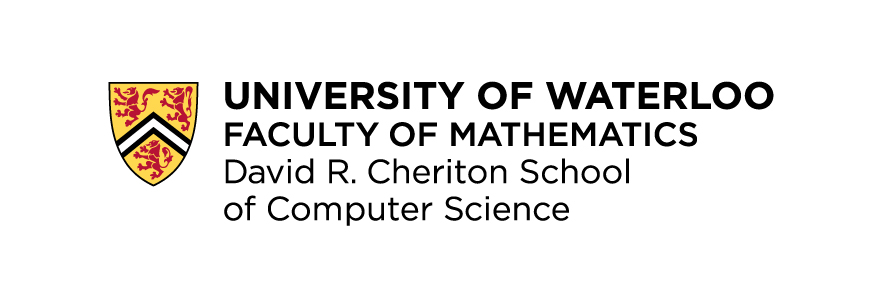 UNIVERSITY OF WATERLOO
FACULTY OF MATHEMATICS
David R. Cheriton School
of Computer Science